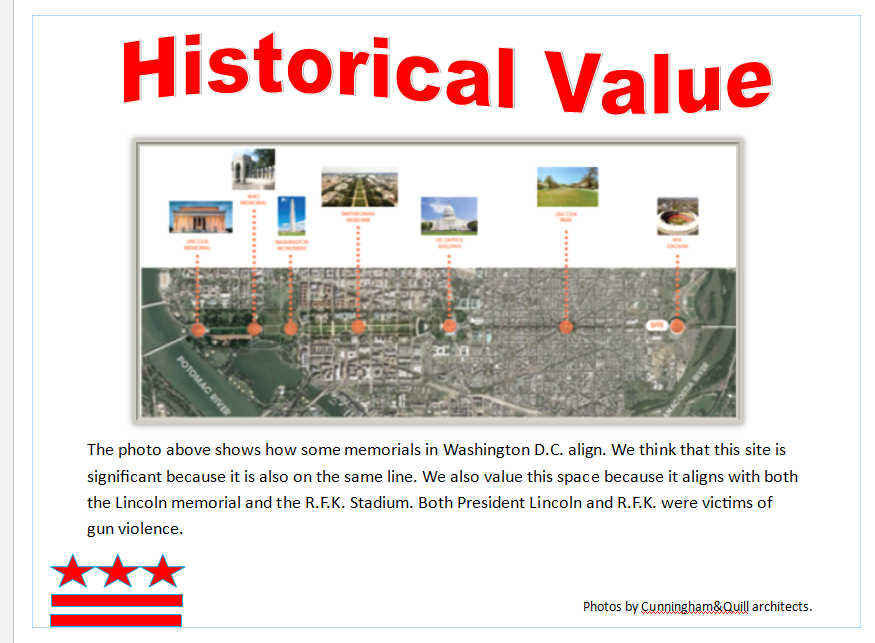 Historical Value
WWII
MEMORIAL
SMITHSONIAN
MUSEUMS
LINCOLN
PARK
LINCOLN
MEMORIAL
WASHINGTON
MONUMENT
US CAPITOL
BUILDING
RFK
STADIUM
SITE
POTOMAC RIVER
ANACOSTIA RIVER
The photo above shows how some memorials in Washington D.C. align. We think that this site is
significant because it is also on the same line. We also value this space because it aligns with both
the Lincoln memorial and the R.F.K. Stadium. Both President Lincoln and R.F.K. were victims of
gun violence.
Photos by Cunningham&Quill architects.